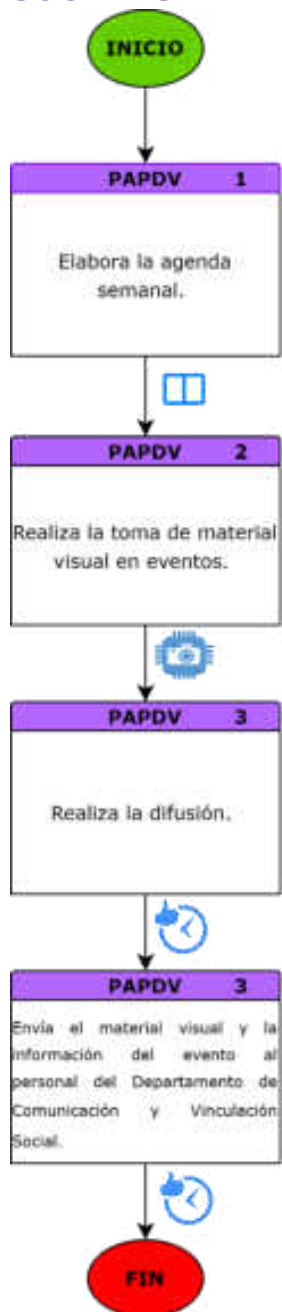 INICIO
PAPDV 1
Elabora la agenda
semanal.
PAPDV 2
Realiza la toma de material
visual en eventos.
PAPDV 3
Realiza la difusión.
PAPDV 3
Envía el material visual y la
información del evento al
personal del Departamento de
Comunicación y Vinculación
Social.
FIN